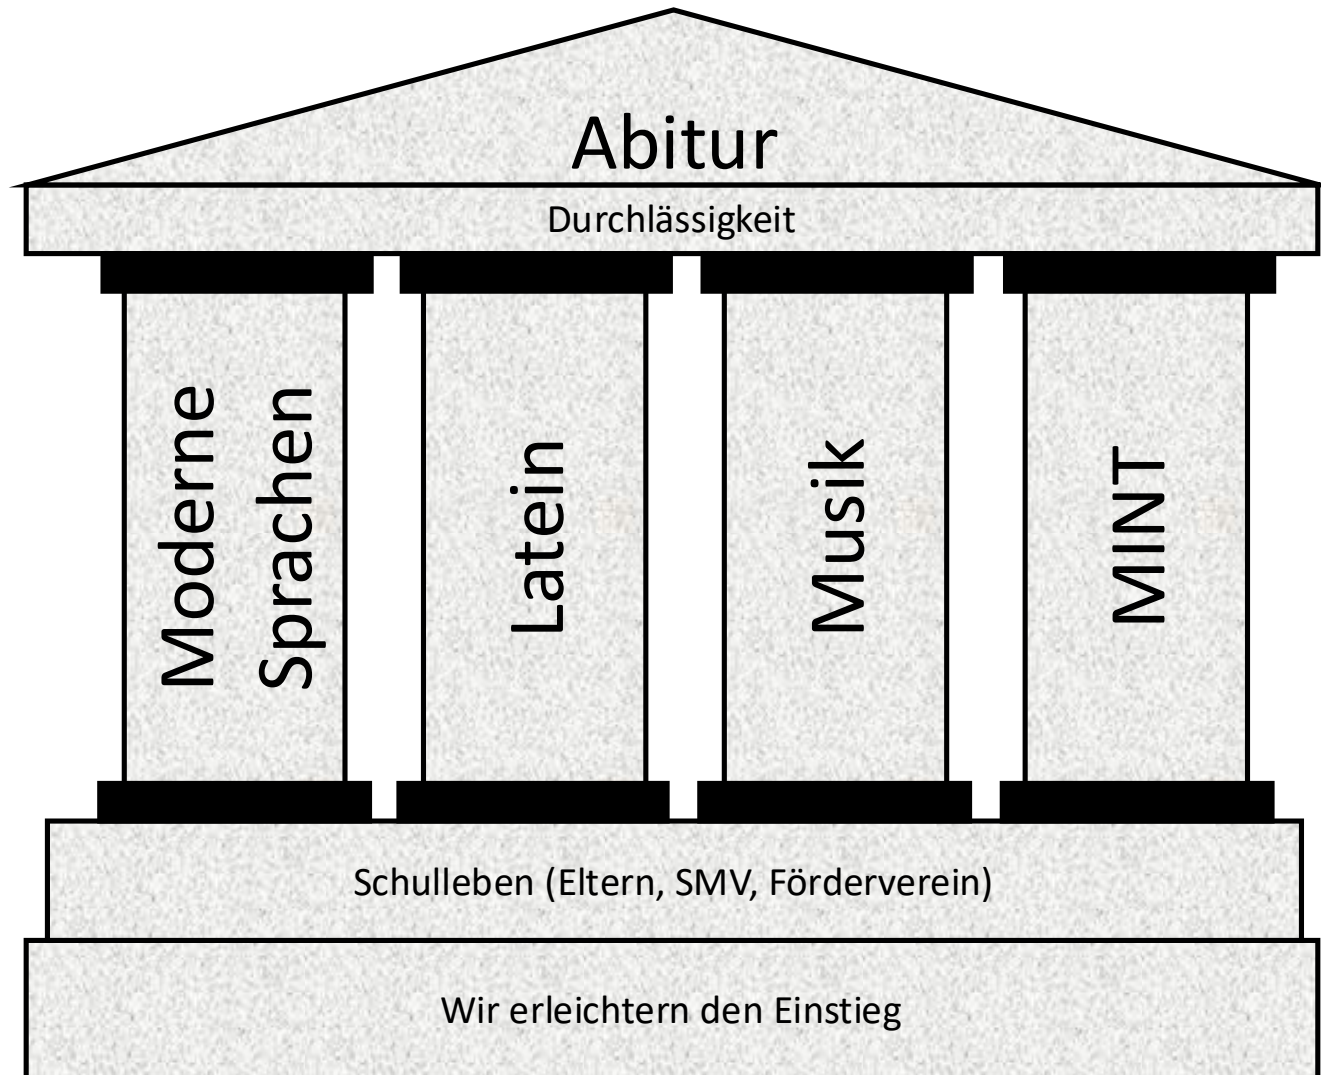 Abitur
Durchlässigkeit
Moderne
Sprachen
Latein
Musik
MINT
Schulleben (Eltern, SMV, Förderverein)
Wir erleichtern den Einstieg